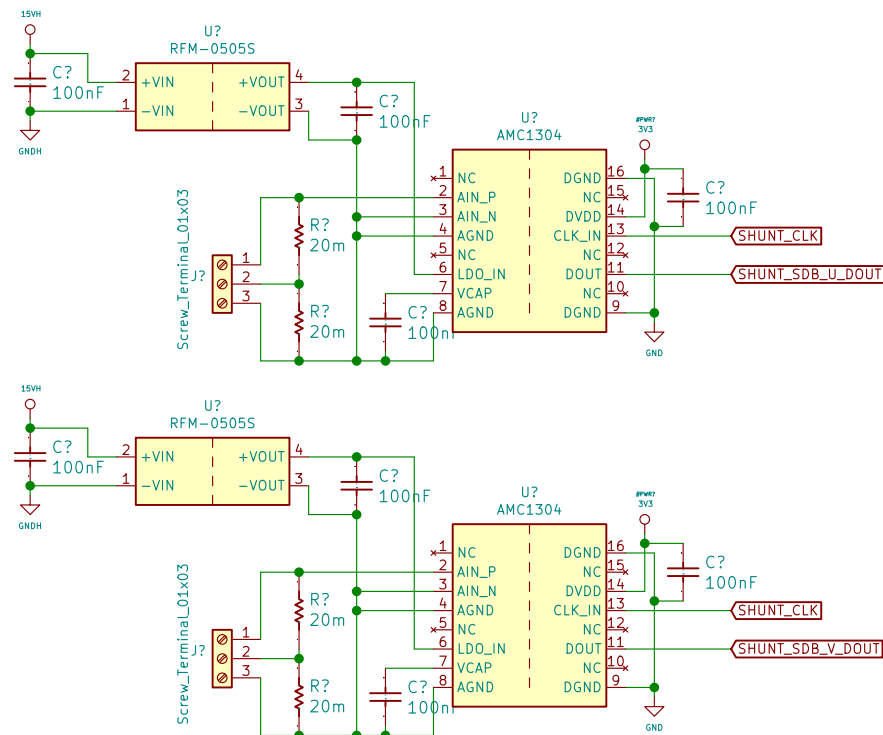 15VH
U?
RFM-0505S
C?
100nF
2
+VIN
+VOUT
4
1
-VIN
-VOUT
3
GNDH
C?
100nF
U?
AMC1304
#PWR?
3V3
1
NC
DGND
16
2
AIN_P
NC
15
3
AIN_N
DVDD
14
4
AGND
CLK_IN
13
5
NC
NC
12
6
LDO_IN
DOUT
11
7
VCAP
NC
10
8
AGND
DGND
9
C?
100nF
SHUNT_CLK
SHUNT_SDB_U_DOUT
R?
20m
J?
1
2
3
Screw_Terminal_01x03
R?
20m
C?
100nF
GND
15VH
U?
RFM-0505S
C?
100nF
2
+VIN
+VOUT
4
1
-VIN
-VOUT
3
GNDH
C?
100nF
U?
AMC1304
#PWR?
3V3
1
NC
DGND
16
2
AIN_P
NC
15
3
AIN_N
DVDD
14
4
AGND
CLK_IN
13
5
NC
NC
12
6
LDO_IN
DOUT
11
7
VCAP
NC
10
8
AGND
DGND
9
C?
100nF
SHUNT_CLK
SHUNT_SDB_V_DOUT
R?
20m
J?
1
2
3
Screw_Terminal_01x03
R?
20m
C?
100nF
GND